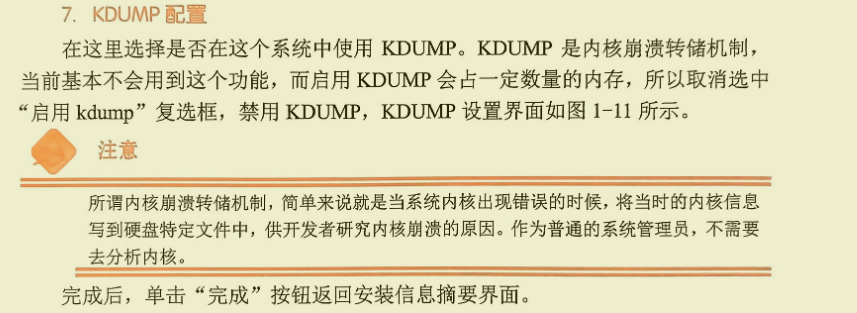 7. KDUMP 配置
在这里选择是否在这个系统中使用 KDUMP。KDUMP 是内核崩溃转储机制，
当前基本不会用到这个功能，而启用 KDUMP 会占一定数量的内存，所以取消选中
“启用 kdump”复选框，禁用 KDUMP，KDUMP 设置界面如图 1-11 所示。
注意
所谓内核崩溃转储机制，简单来说就是当系统内核出现错误的时候，将当时的内核信息
写到硬盘特定文件中，供开发者研究内核崩溃的原因。作为普通的系统管理员，不需要
去分析内核。
完成后，单击“完成”按钮返回安装信息摘要界面。